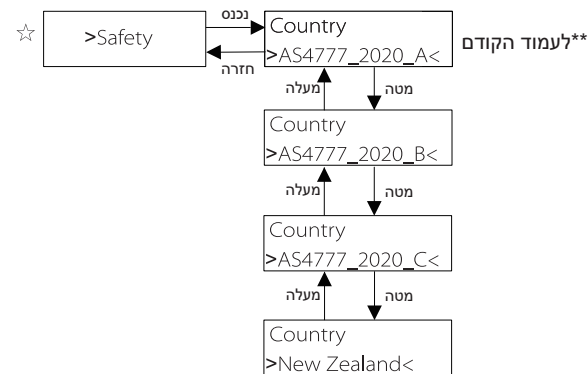 ☆
>Safety
נכנס
חזרה
Country
>AS4777_2020_A<
**לעמוד הקודם
מעלה
מטה
Country
>AS4777_2020_B<
מעלה
מטה
Country
>AS4777_2020_C<
מעלה
מטה
Country
>New Zealand<